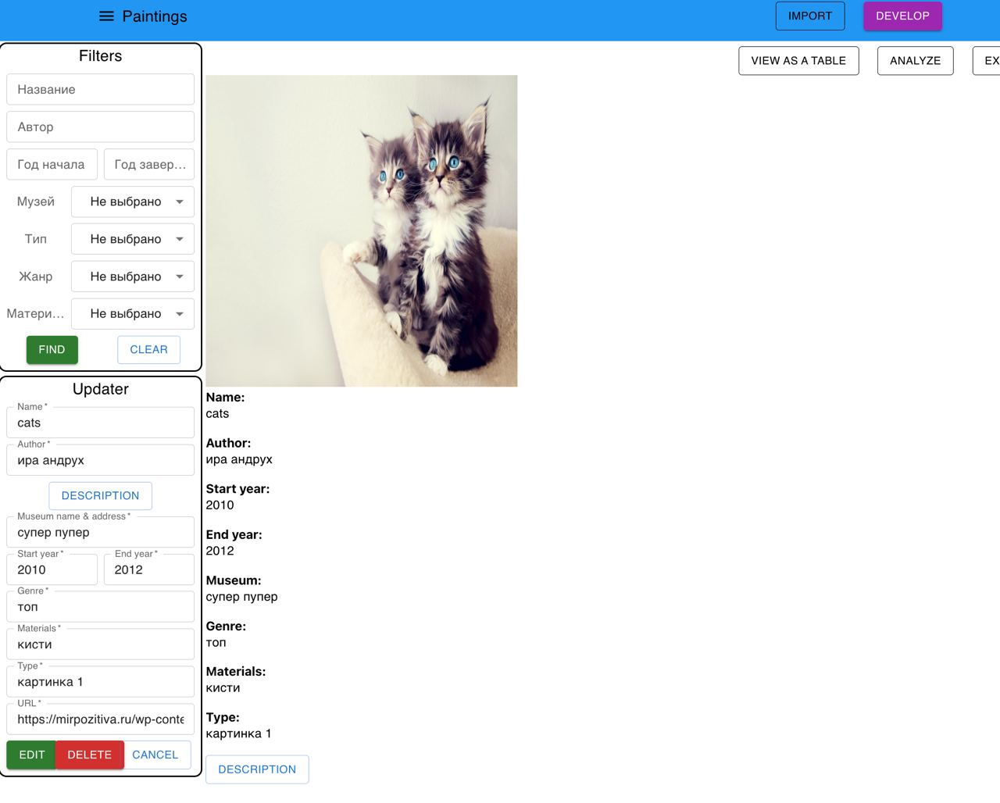 Paintings
IMPORT
DEVELOP
Filters
Название
Автор
Год начала
Год завер...
Музей
Не выбрано
Тип
Не выбрано
Жанр
Не выбрано
Матери...
Не выбрано
FIND
CLEAR
VIEW AS A TABLE
ANALYZE
EX
Updater
Name *
cats
Author *
ира андрух
DESCRIPTION
Museum name & address *
супер пупер
Start year *
2010
End year *
2012
Genre *
топ
Materials *
кисти
Type *
картинка 1
URL *
https://mirpozitiva.ru/wp-conte
EDIT
DELETE
CANCEL
Name:
cats
Author:
ира андрух
Start year:
2010
End year:
2012
Museum:
супер пупер
Genre:
топ
Materials:
кисти
Type:
картинка 1
DESCRIPTION